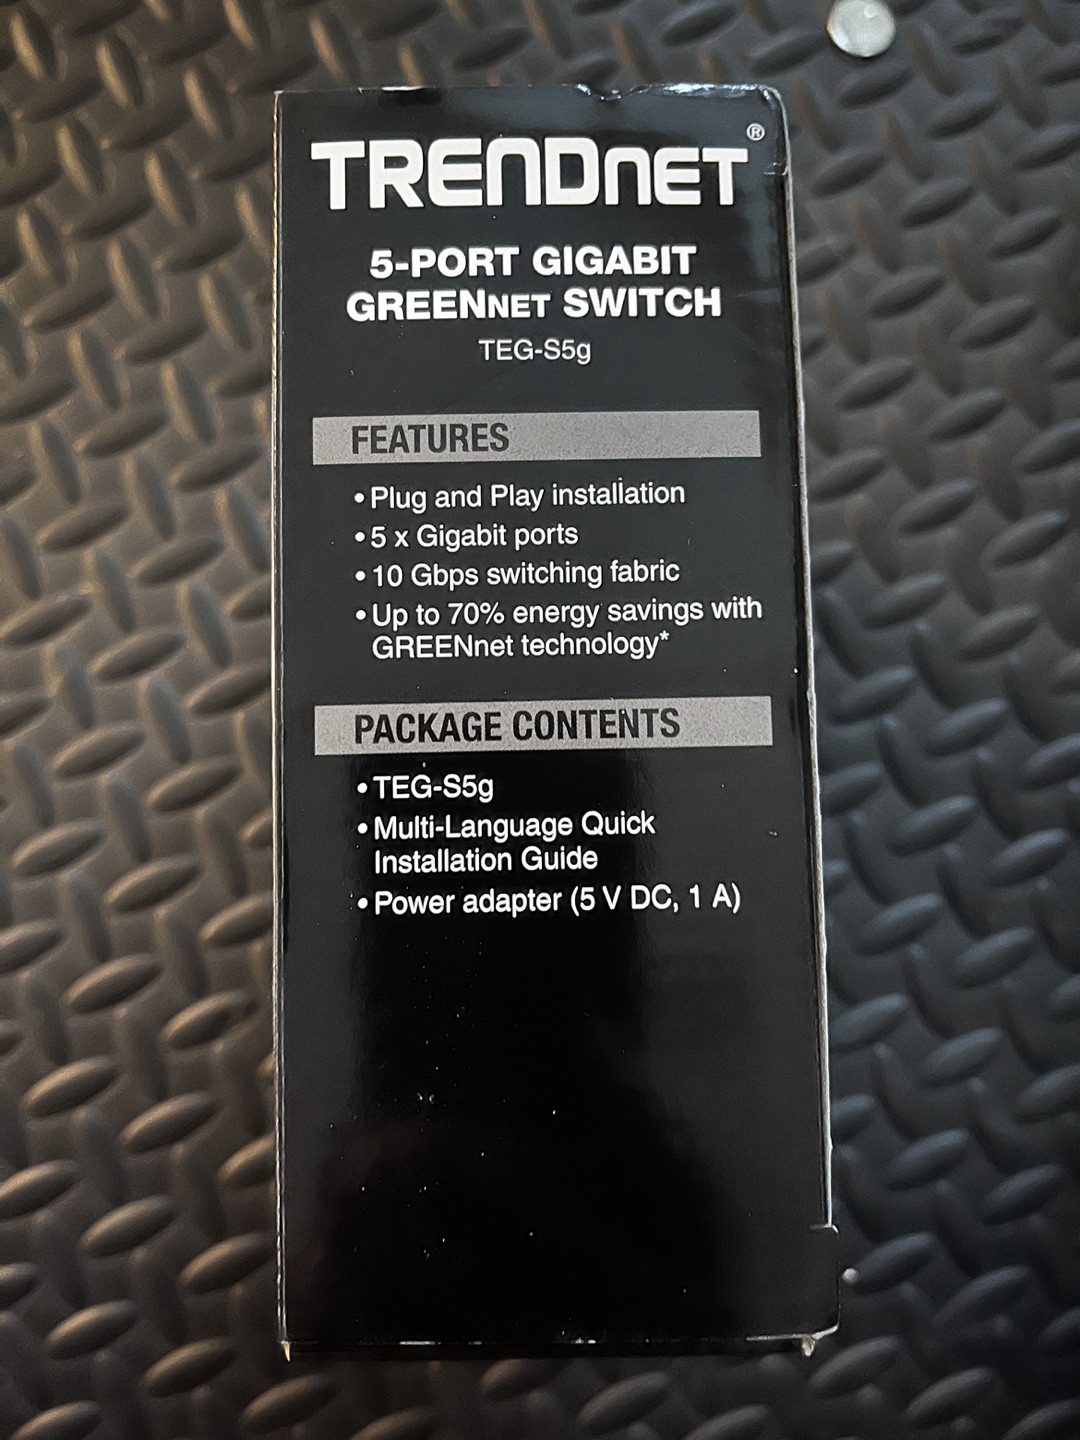 TRENDNET®
5-PORT GIGABIT
GREENNET SWITCH
TEG-S5g
FEATURES
• Plug and Play installation
• 5 x Gigabit ports
• 10 Gbps switching fabric
• Up to 70% energy savings with
GREENnet technology*
PACKAGE CONTENTS
• TEG-S5g
• Multi-Language Quick
Installation Guide
• Power adapter (5 V DC, 1 A)